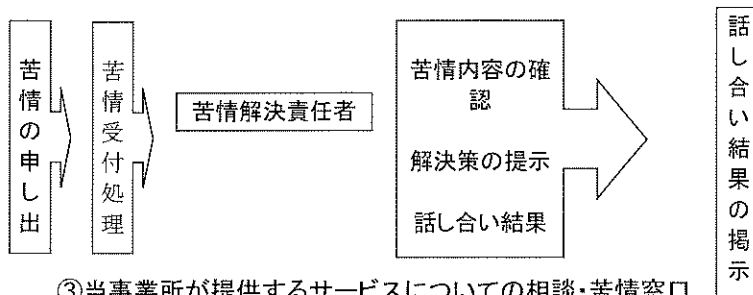 苦情の申し出
苦情受付処理
苦情解決責任者
苦情内容の確
認
解決策の提示
話し合い結果
話し合い結果の掲示
③当事業所が提供するサービスについての相談・苦情窓口